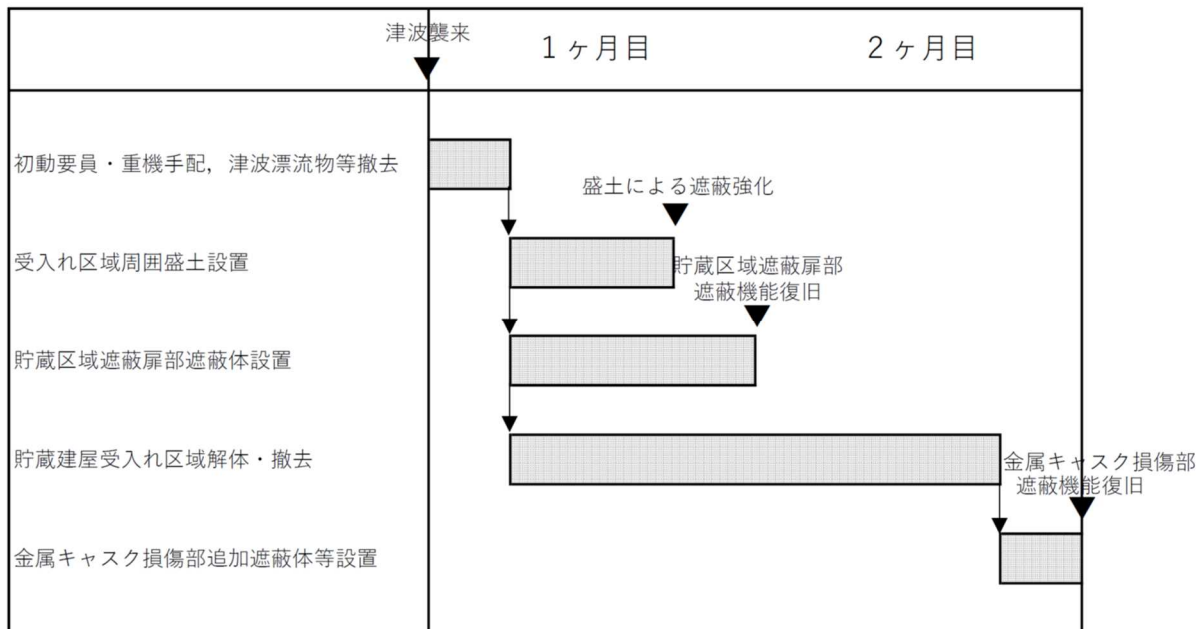 津波襲来
1ヶ月目
2ヶ月目
初動要員・重機手配，津波漂流物等撤去
盛土による遮蔽強化
受入れ区域周囲盛土設置
貯蔵区域遮蔽扉部
遮蔽機能復旧
貯蔵区域遮蔽扉部遮蔽体設置
貯蔵建屋受入れ区域解体・撤去
金属キャスク損傷部
遮蔽機能復旧
金属キャスク損傷部追加遮蔽体等設置